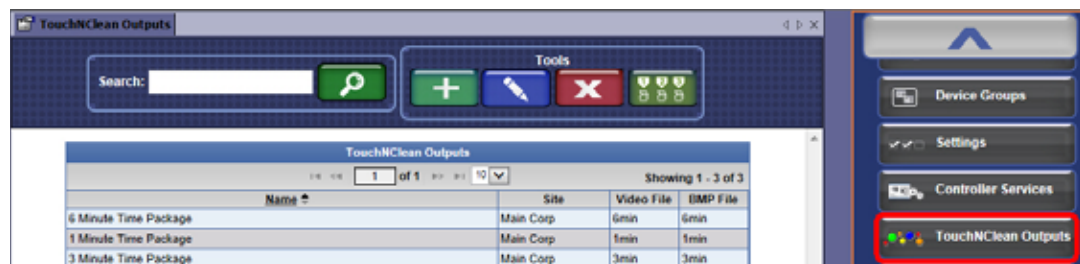 TouchNClean Outputs
Search:
Tools
TouchNClean Outputs
1 of 1 10 Showing 1 - 3 of 3
Name Site Video File BMP File
6 Minute Time Package Main Corp 6min 6min
1 Minute Time Package Main Corp 1min 1min
3 Minute Time Package Main Corp 3min 3min
Device Groups
Settings
Controller Services
TouchNClean Outputs